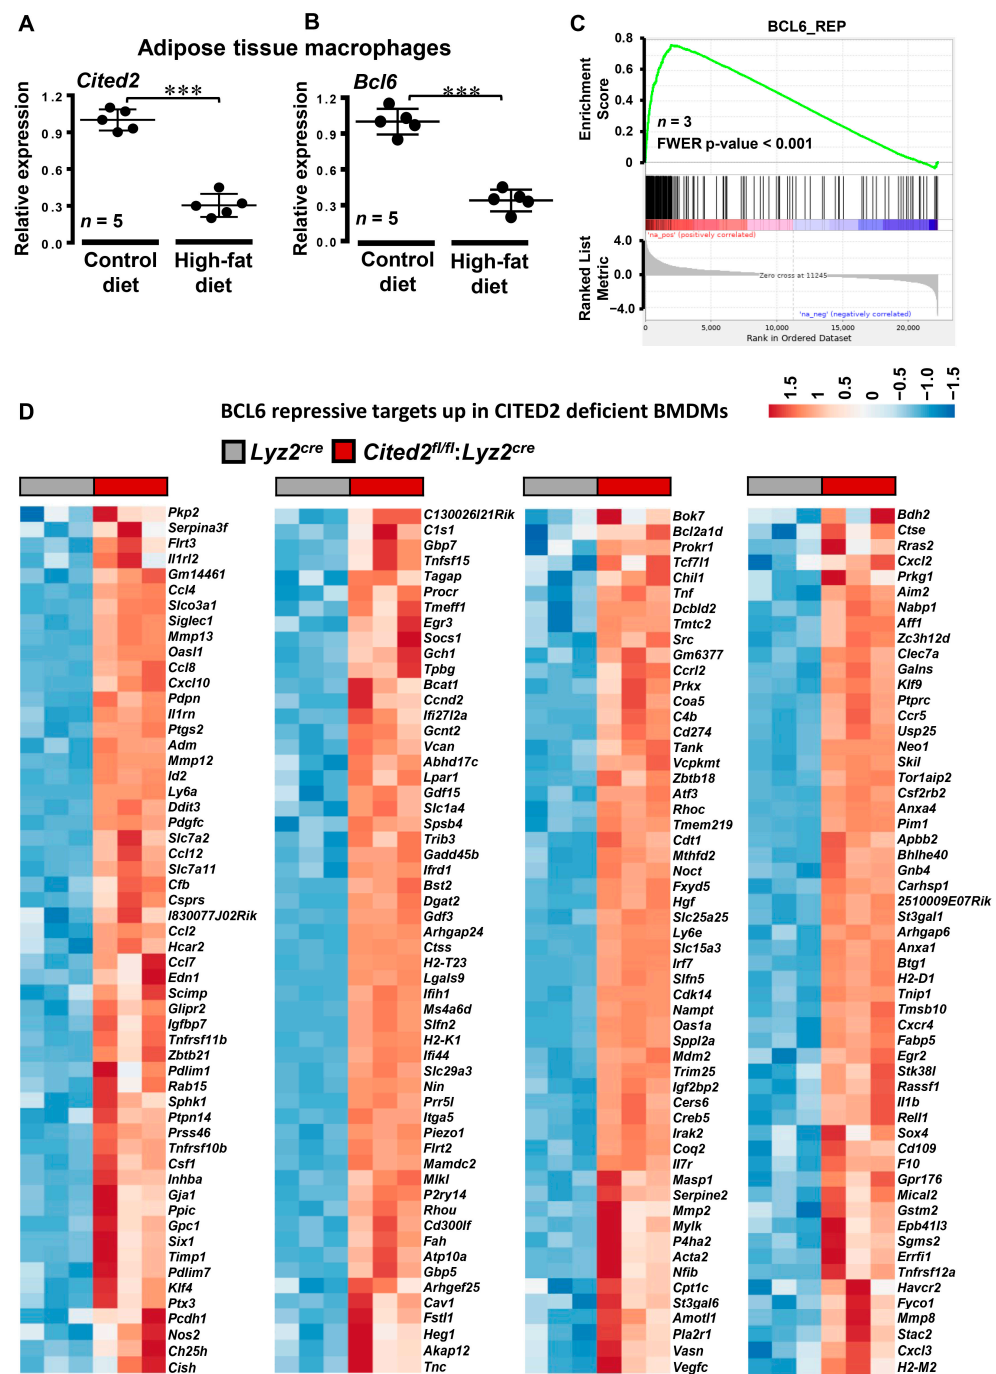 A
B
C
Adipose tissue macrophages
Cited2
***
Relative expression
1.2
0.9
0.6
0.3
0.0
n = 5
Control diet
High-fat diet
Bcl6
***
Relative expression
1.2
0.9
0.6
0.3
0.0
n = 5
Control diet
High-fat diet
BCL6_REP
Enrichment Score
0.8
0.6
0.4
0.2
0
n = 3
FWER p-value < 0.001
'na_pos' (positively correlated)
Ranked List Metric
4.0
0.0
−4.0
Zero cross at 11245
'na_neg' (negatively correlated)
0
5,000
10,000
15,000
20,000
Rank in Ordered Dataset
D
BCL6 repressive targets up in CITED2 deficient BMDMs
1.5
1
0.5
0
−0.5
−1.0
−1.5
Lyz2cre
Cited2fl/fl:Lyz2cre
Pkp2
Serpina3f
Flrt3
Il1rl2
Gm14461
Ccl4
Slco3a1
Siglec1
Mmp13
Oasl1
Ccl8
Cxcl10
Pdpn
Il1rn
Ptgs2
Adm
Mmp12
Id2
Ly6a
Ddit3
Pdgfc
Slc7a2
Ccl12
Slc7a11
Cfb
Csprs
I830077J02Rik
Ccl2
Hcar2
Ccl7
Edn1
Scimp
Glipr2
Igfbp7
Tnfrsf11b
Zbtb21
Pdlim1
Rab15
Sphk1
Ptpn14
Prss46
Tnfrsf10b
Csf1
Inhba
Gja1
Ppic
Gpc1
Six1
Timp1
Pdlim7
Klf4
Ptx3
Pcdh1
Nos2
Ch25h
Cish
C130026I21Rik
C1s1
Gbp7
Tnfsf15
Tagap
Procr
Tmeff1
Egr3
Socs1
Gch1
Tpbg
Bcat1
Ccnd2
Ifi27l2a
Gcnt2
Vcan
Abhd17c
Lpar1
Gdf15
Slc1a4
Spsb4
Trib3
Gadd45b
Ifrd1
Bst2
Dgat2
Gdf3
Arhgap24
Ctss
H2-T23
Lgals9
Ifih1
Ms4a6d
Slfn2
H2-K1
Ifi44
Slc29a3
Nin
Prr5l
Itga5
Piezo1
Flrt2
Mamdc2
Mlkl
P2ry14
Rhou
Cd300lf
Fah
Atp10a
Gbp5
Arhgef25
Cav1
Fstl1
Heg1
Akap12
Tnc
Bok7
Bcl2a1d
Prokr1
Tcf7l1
Chil1
Tnf
Dcbld2
Tmtc2
Src
Gm6377
Ccrl2
Prkx
Coa5
C4b
Cd274
Tank
Vcpkmt
Zbtb18
Atf3
Rhoc
Tmem219
Cdt1
Mthfd2
Noct
Fxyd5
Hgf
Slc25a25
Ly6e
Slc15a3
Irf7
Slfn5
Cdk14
Nampt
Oas1a
Sppl2a
Mdm2
Trim25
Igf2bp2
Cers6
Creb5
Irak2
Coq2
Il7r
Masp1
Serpine2
Mmp2
Mylk
P4ha2
Acta2
Nfib
Cpt1c
St3gal6
Amotl1
Pla2r1
Vasn
Vegfc
Bdh2
Ctse
Rras2
Cxcl2
Prkg1
Aim2
Nabp1
Aff1
Zc3h12d
Clec7a
Galns
Klf9
Ptprc
Ccr5
Usp25
Neo1
Skil
Tor1aip2
Csf2rb2
Anxa4
Pim1
Apbb2
Bhlhe40
Gnb4
Carhsp1
2510009E07Rik
St3gal1
Arhgap6
Anxa1
Btg1
H2-D1
Tnip1
Tmsb10
Cxcr4
Fabp5
Egr2
Stk38l
Rassf1
Il1b
Rell1
Sox4
Cd109
F10
Gpr176
Mical2
Gstm2
Epb41l3
Sgms2
Errfi1
Tnfrsf12a
Havcr2
Fyco1
Mmp8
Stac2
Cxcl3
H2-M2